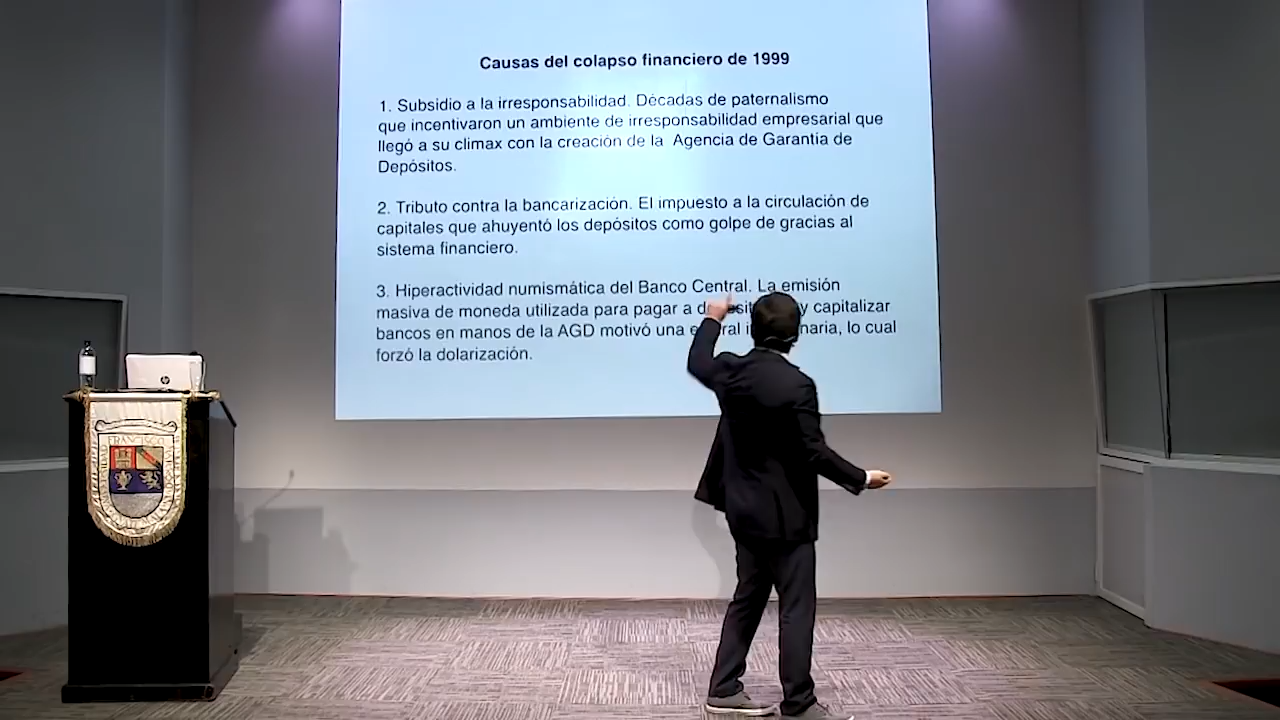 Causas del colapso financiero de 1999
1. Subsidio a la irresponsabilidad. Décadas de paternalismo
que incentivaron un ambiente de irresponsabilidad empresarial que
llegó a su climax con la creación de la Agencia de Garantía de
Depósitos.
2. Tributo contra la bancarización. El impuesto a la circulación de
capitales que ahuyentó los depósitos como golpe de gracias al
sistema financiero.
3. Hiperactividad numismática del Banco Central. La emisión
masiva de moneda utilizada para pagar a y capitalizar
bancos en manos de la AGD motivó una lo cual
forzó la dolarización.
hp
FRANCISCO